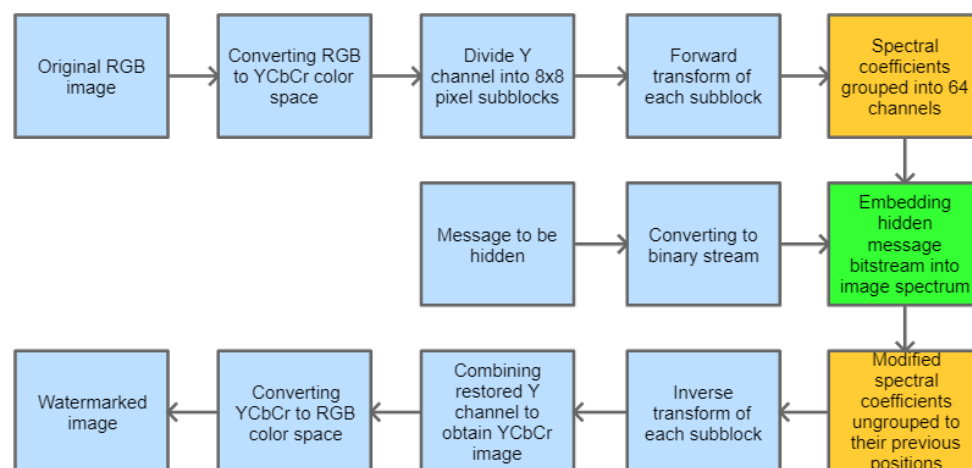 Original RGB
image
Converting RGB
to YCbCr color
space
Divide Y
channel into 8x8
pixel subblocks
Forward
transform of
each subblock
Spectral
coefficients
grouped into 64
channels
Message to be
hidden
Converting to
binary stream
Embedding
hidden
message
bitstream into
image spectrum
Watermarked
image
Converting
YCbCr to RGB
color space
Combining
restored Y
channel to
obtain YCbCr
image
Inverse
transform of
each subblock
Modified
spectral
coefficients
ungrouped to
their previous
positions